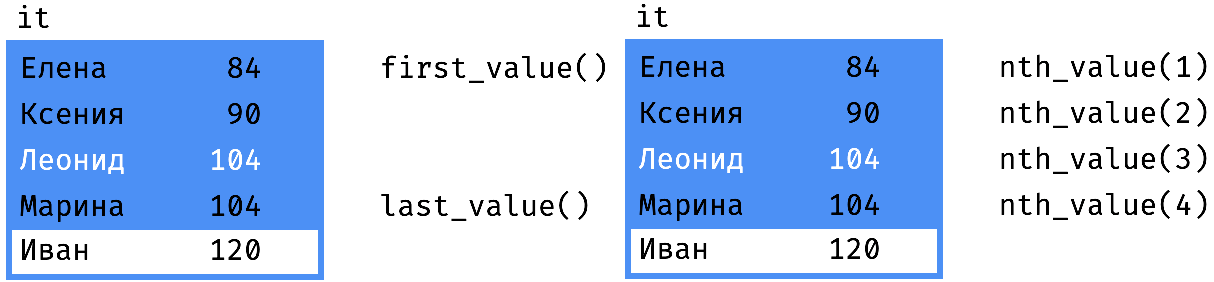 it
Елена 84 first_value()
Ксения 90
Леонид 104
Марина 104 last_value()
Иван 120
it
Елена 84 nth_value(1)
Ксения 90 nth_value(2)
Леонид 104 nth_value(3)
Марина 104 nth_value(4)
Иван 120